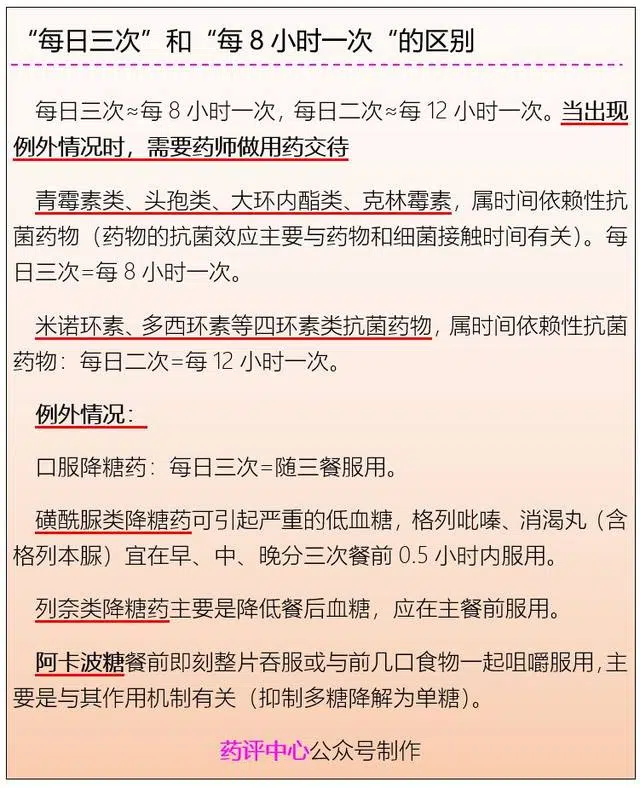 “每日三次”和“每 8 小时一次 “的区别
每日三次≈每 8 小时一次，每日二次≈每 12 小时一次。当出现
例外情况时，需要药师做用药交待
青霉素类、头孢类、大环内酯类、克林霉素，属时间依赖性抗
菌药物（药物的抗菌效应主要与药物和细菌接触时间有关）。每
日三次=每 8 小时一次。
米诺环素、多西环素等四环素类抗菌药物，属时间依赖性抗菌
药物：每日二次=每 12 小时一次。
例外情况：
口服降糖药：每日三次=随三餐服用。
磺酰脲类降糖药可引起严重的低血糖，格列吡嗪、消渴丸（含
格列本脲）宜在早、中、晚分三次餐前 0.5 小时内服用。
列奈类降糖药主要是降低餐后血糖，应在主餐前服用。
阿卡波糖餐前即刻整片吞服或与前几口食物一起咀嚼服用，主
要是与其作用机制有关（抑制多糖降解为单糖）。
药评中心公众号制作